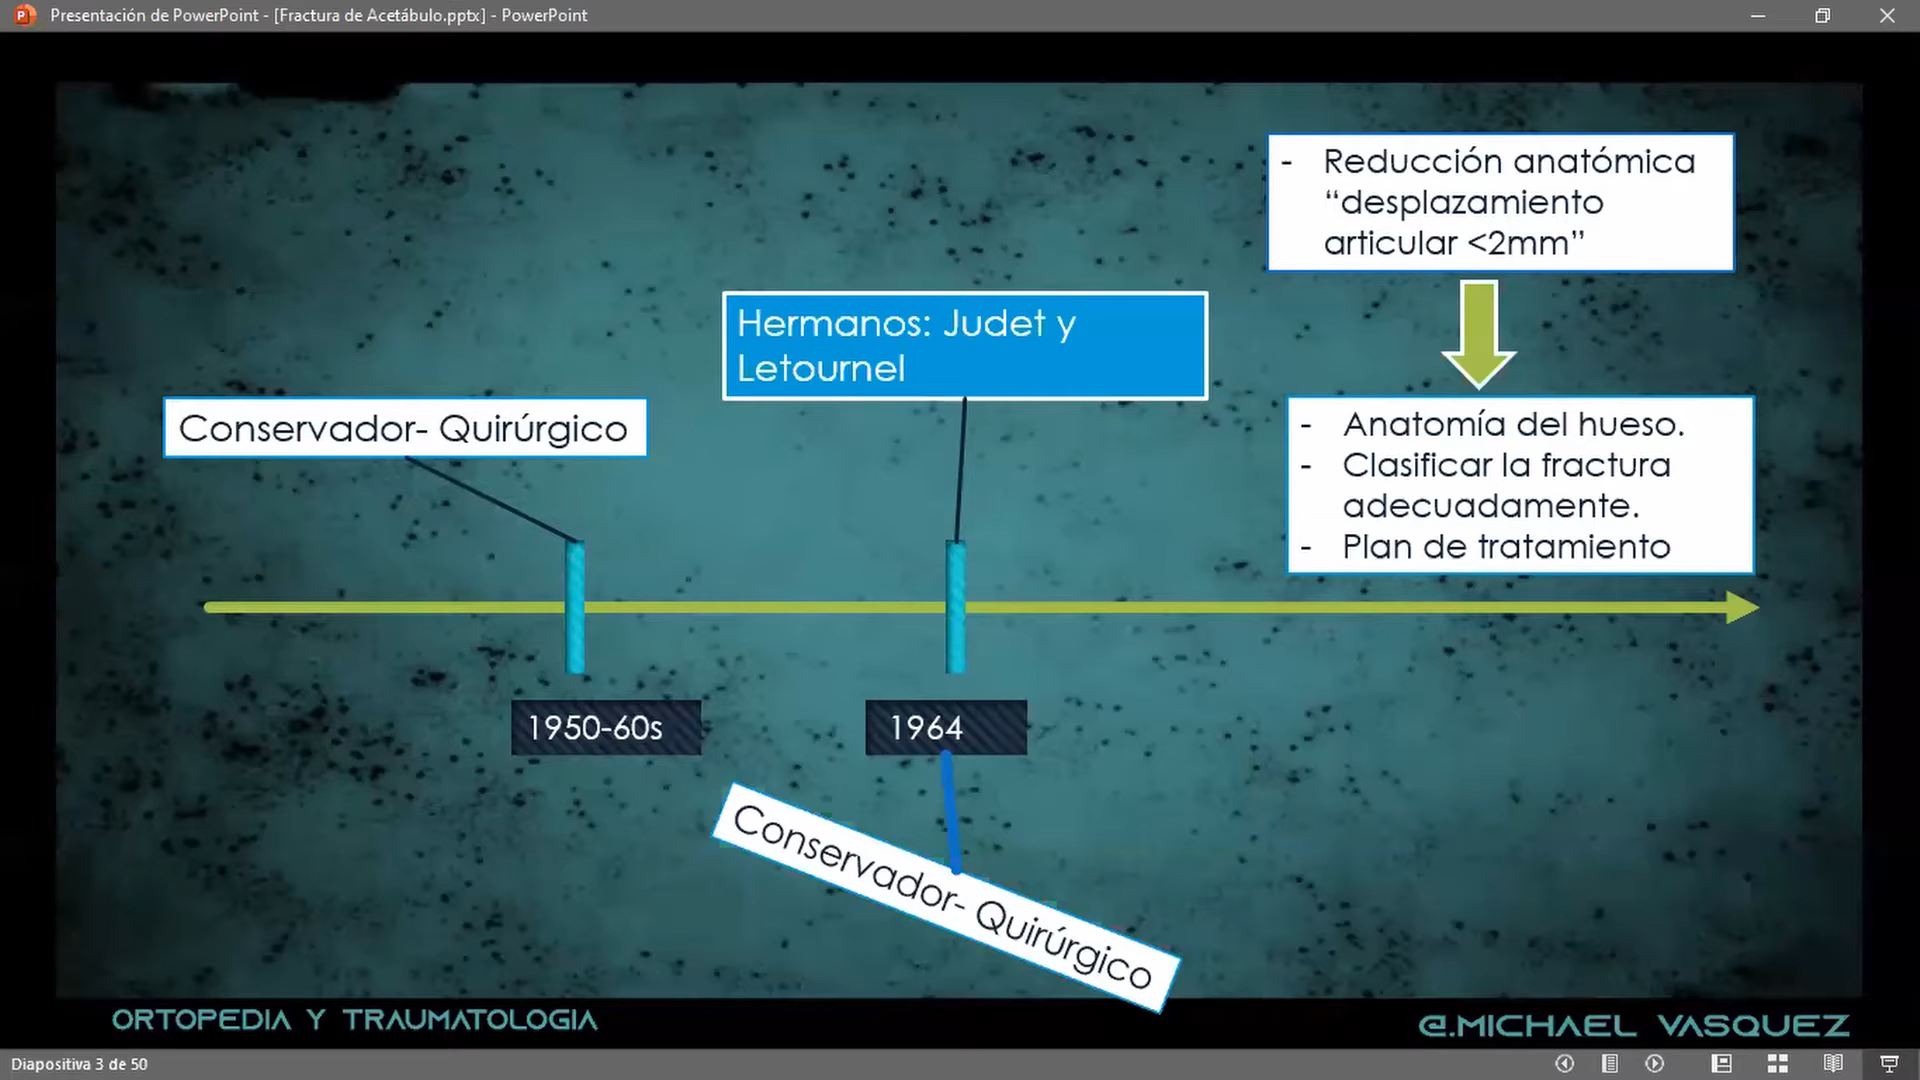 Presentación de PowerPoint - [Fractura de Acetábulo.pptx] - PowerPoint
- Reducción anatómica
“desplazamiento
articular <2mm”
Hermanos: Judet y
Letournel
Conservador- Quirúrgico
- Anatomía del hueso.
- Clasificar la fractura
adecuadamente.
- Plan de tratamiento
1950-60s
1964
Conservador- Quirúrgico
ORTOPEDIA Y TRAUMATOLOGIA
@.MICHAEL VASQUEZ
Diapositiva 3 de 50